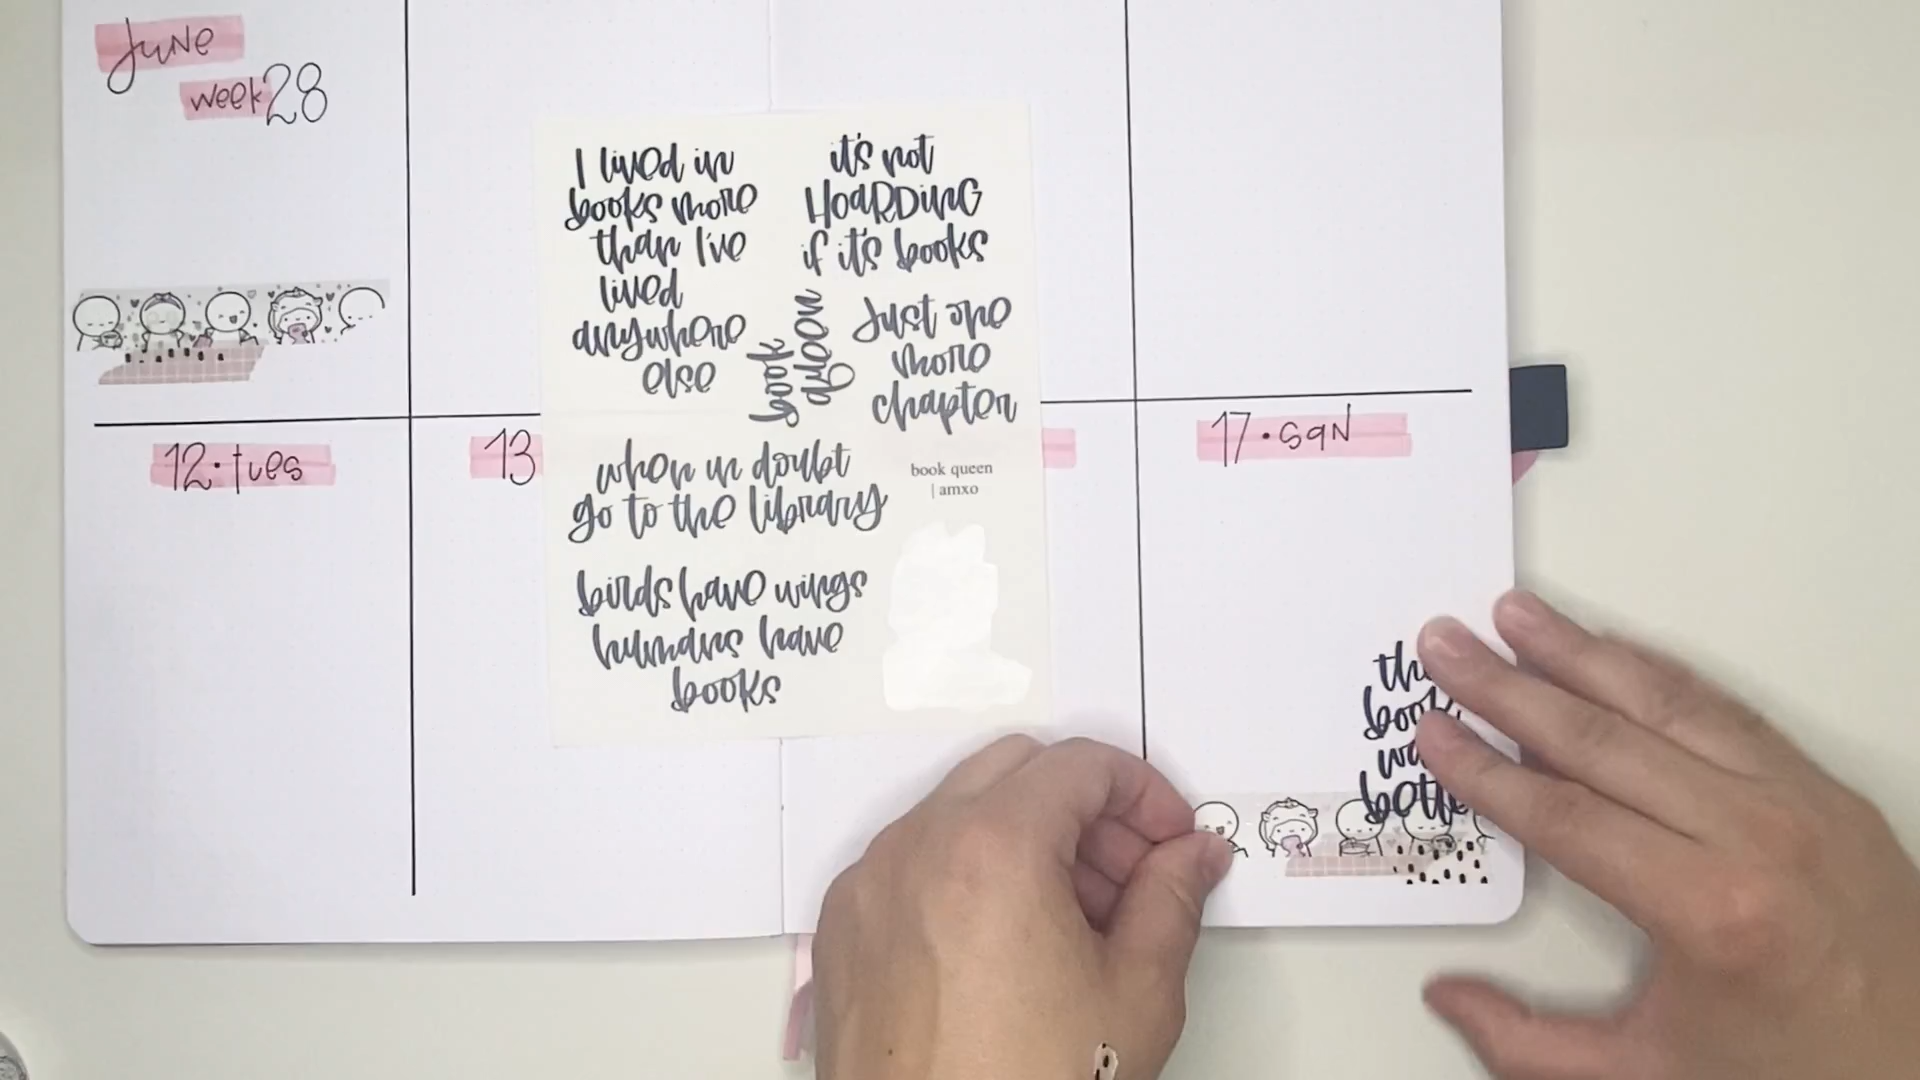 June
week 28
I lived in
books more
than I've
lived
anywhere
else
it's not
HOARDING
if it's books
book
queen
Just one
more
chapter
12·tues
13
when in doubt
go to the library
book queen
| amxo
17·sun
birds have wings
humans have
books